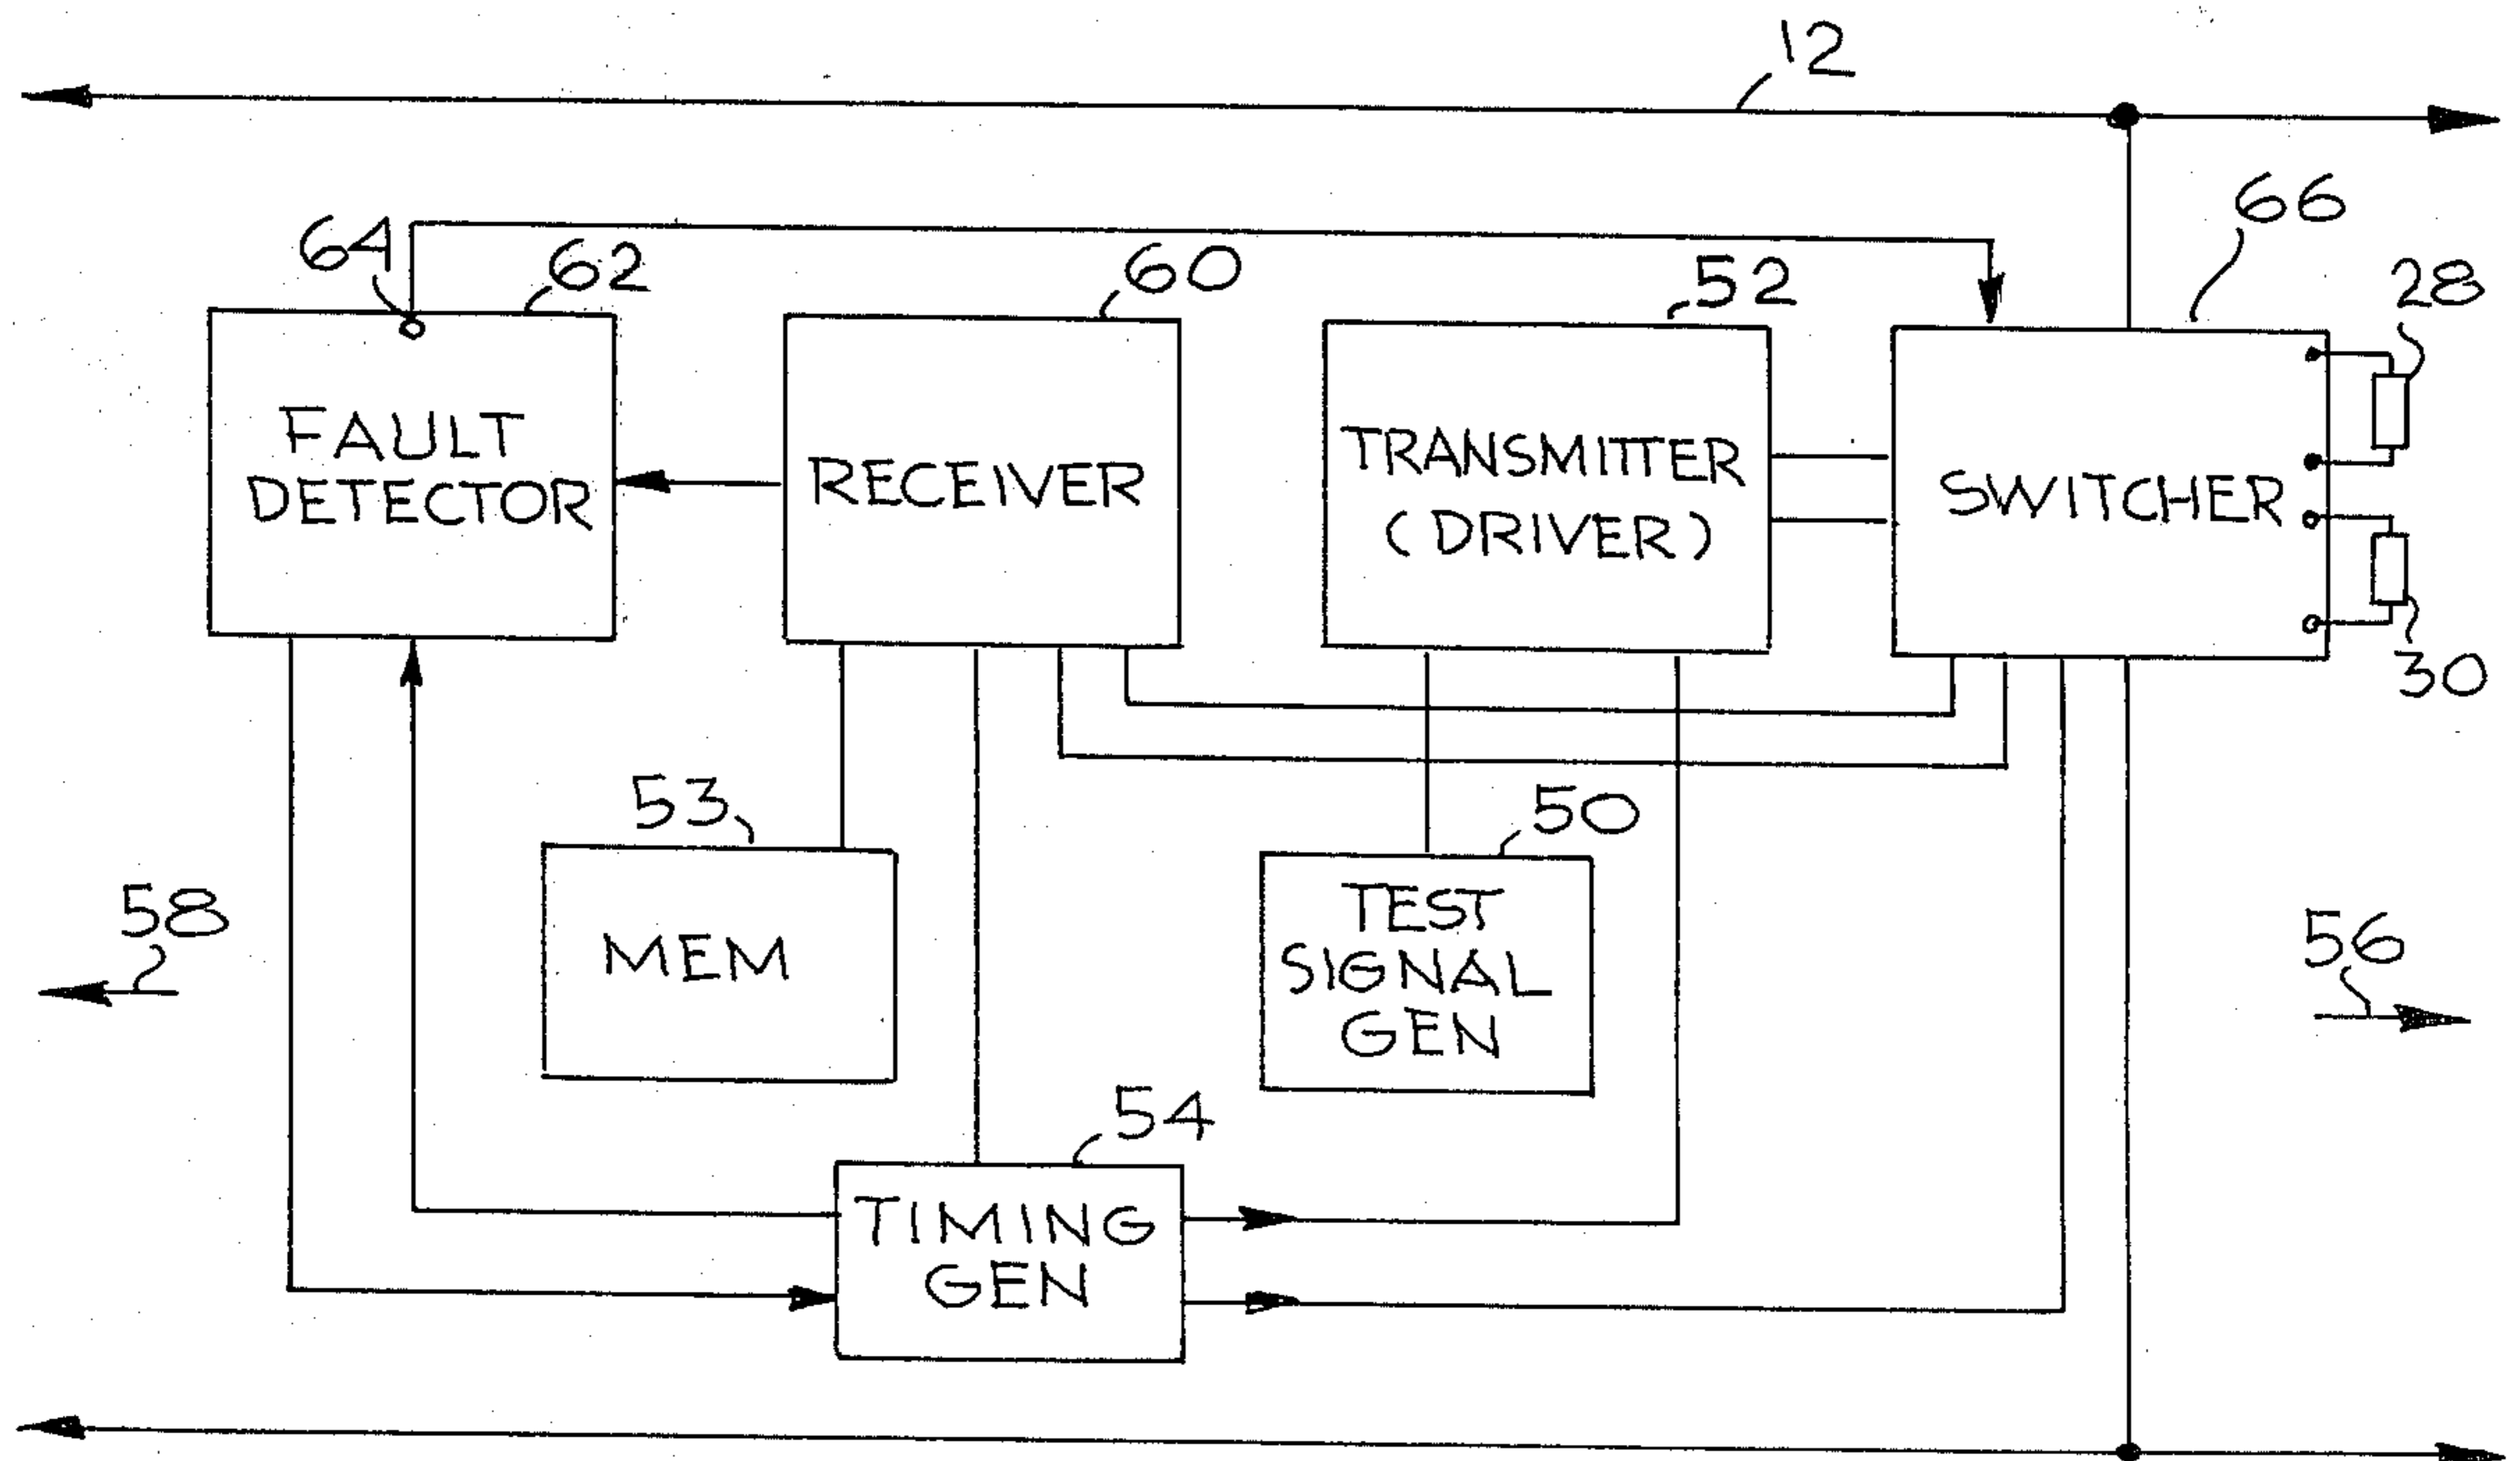 12
66
64
62
60
52
28
FAULT
DETECTOR
RECEIVER
TRANSMITTER
(DRIVER)
SWITCHER
30
53
50
58
MEM
TEST
SIGNAL
GEN
56
54
TIMING
GEN